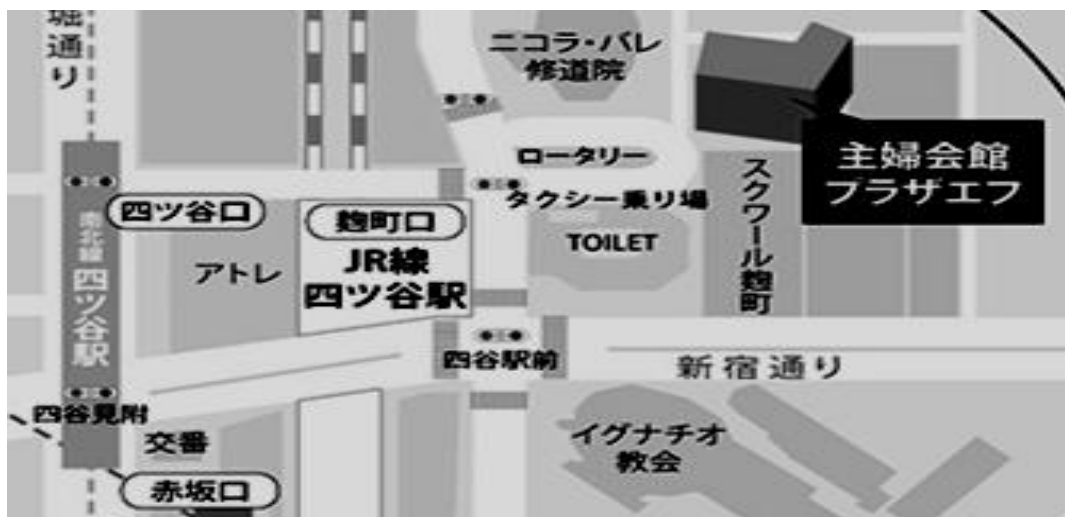 堀通り
ニコラ・バレ
修道院
主婦会館
プラザエフ
ロータリー
タクシー乗り場
TOILET
スクワール麹町
四ツ谷口
麹町口
JR線
四ツ谷駅
アトレ
南北線 四ツ谷駅
四谷駅前
新宿通り
四谷見附
交番
赤坂口
イグナチオ
教会